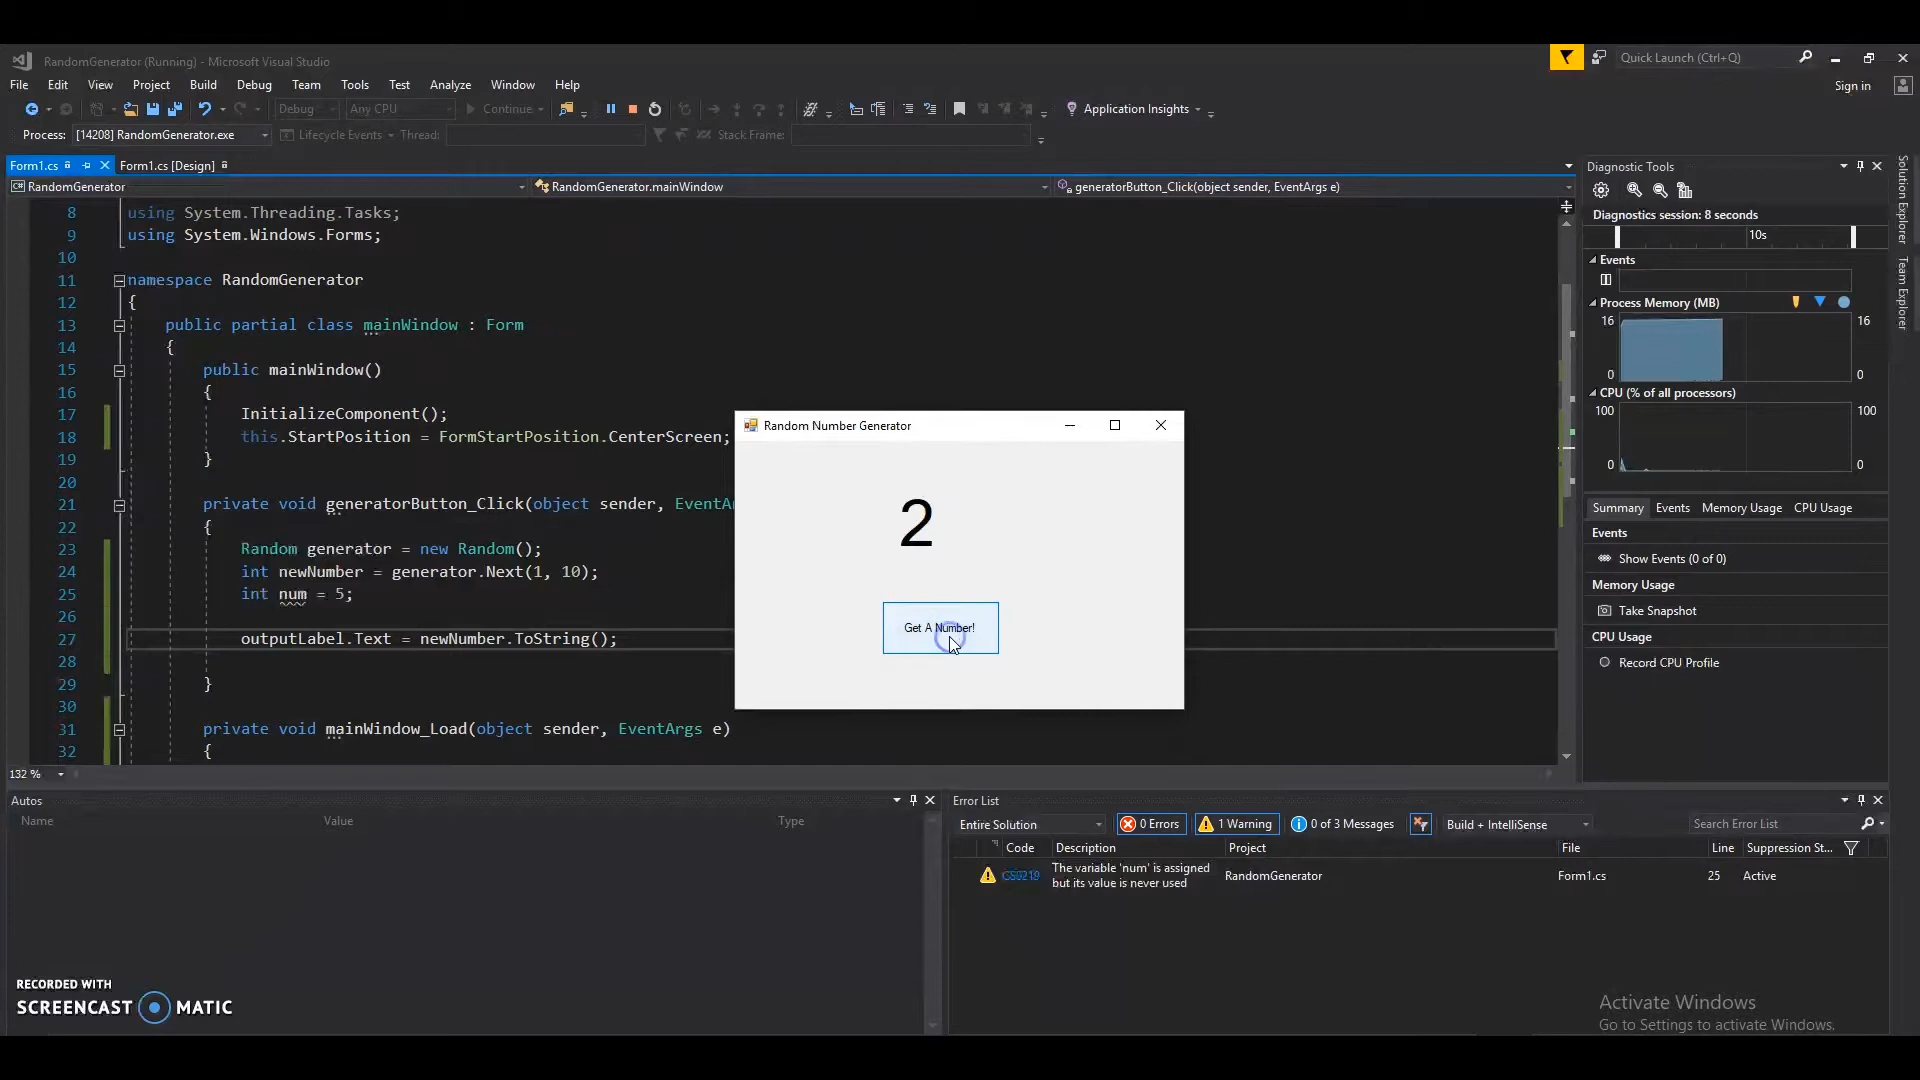 RandomGenerator (Running) - Microsoft Visual Studio
Quick Launch (Ctrl+Q)
File Edit View Project Build Debug Team Tools Test Analyze Window Help
Sign in
Debug Any CPU Continue Application Insights
Process: [14208] RandomGenerator.exe Lifecycle Events Thread: Stack Frame:
Form1.cs Form1.cs [Design]
RandomGenerator RandomGenerator.mainWindow generatorButton_Click(object sender, EventArgs e)
8 using System.Threading.Tasks;
9 using System.Windows.Forms;
10
11 namespace RandomGenerator
12 {
13 public partial class mainWindow : Form
14 {
15 public mainWindow()
16 {
17 InitializeComponent();
18 this.StartPosition = FormStartPosition.CenterScreen;
19 }
20
21 private void generatorButton_Click(object sender, EventAr
22 {
23 Random generator = new Random();
24 int newNumber = generator.Next(1, 10);
25 int num = 5;
26
27 outputLabel.Text = newNumber.ToString();
28
29 }
30
31 private void mainWindow_Load(object sender, EventArgs e)
32 {
132 %
Random Number Generator
2
Get A Number!
Diagnostic Tools
Diagnostics session: 8 seconds
10s
Events
Process Memory (MB)
16 16
0 0
CPU (% of all processors)
100 100
0 0
Summary Events Memory Usage CPU Usage
Events
Show Events (0 of 0)
Memory Usage
Take Snapshot
CPU Usage
Record CPU Profile
Solution Explorer
Team Explorer
Autos
Name Value Type
Error List
Entire Solution 0 Errors 1 Warning 0 of 3 Messages Build + IntelliSense Search Error List
Code Description Project File Line Suppression St...
CS0219 The variable 'num' is assigned but its value is never used RandomGenerator Form1.cs 25 Active
RECORDED WITH
SCREENCAST MATIC
Activate Windows
Go to Settings to activate Windows.